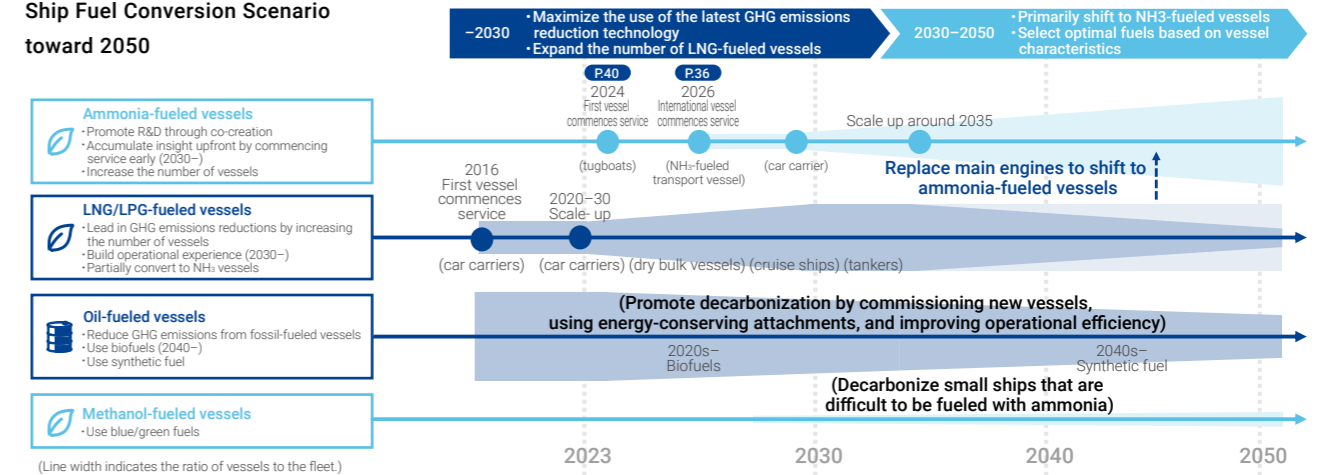 Ship Fuel Conversion Scenario
toward 2050
–2030
・Maximize the use of the latest GHG emissions
reduction technology
・Expand the number of LNG-fueled vessels
2030–2050
・Primarily shift to NH3-fueled vessels
・Select optimal fuels based on vessel
characteristics
Ammonia-fueled vessels
・Promote R&D through co-creation
・Accumulate insight upfront by commencing
service early (2030–)
・Increase the number of vessels
P.40
2024
First vessel
commences service
(tugboats)
P.36
2026
International vessel
commences service
(NH₃-fueled
transport vessel)
(car carrier)
Scale up around 2035
Replace main engines to shift to
ammonia-fueled vessels
LNG/LPG-fueled vessels
・Lead in GHG emissions reductions by increasing
the number of vessels
・Build operational experience (2030–)
・Partially convert to NH₃ vessels
2016
First vessel
commences
service
2020–30
Scale- up
(car carriers) (car carriers) (dry bulk vessels) (cruise ships) (tankers)
Oil-fueled vessels
・Reduce GHG emissions from fossil-fueled vessels
・Use biofuels (2040–)
・Use synthetic fuel
(Promote decarbonization by commissioning new vessels,
using energy-conserving attachments, and improving operational efficiency)
2020s–
Biofuels
2040s–
Synthetic fuel
Methanol-fueled vessels
・Use blue/green fuels
(Decarbonize small ships that are
difficult to be fueled with ammonia)
(Line width indicates the ratio of vessels to the fleet.)
2023 2030 2040 2050